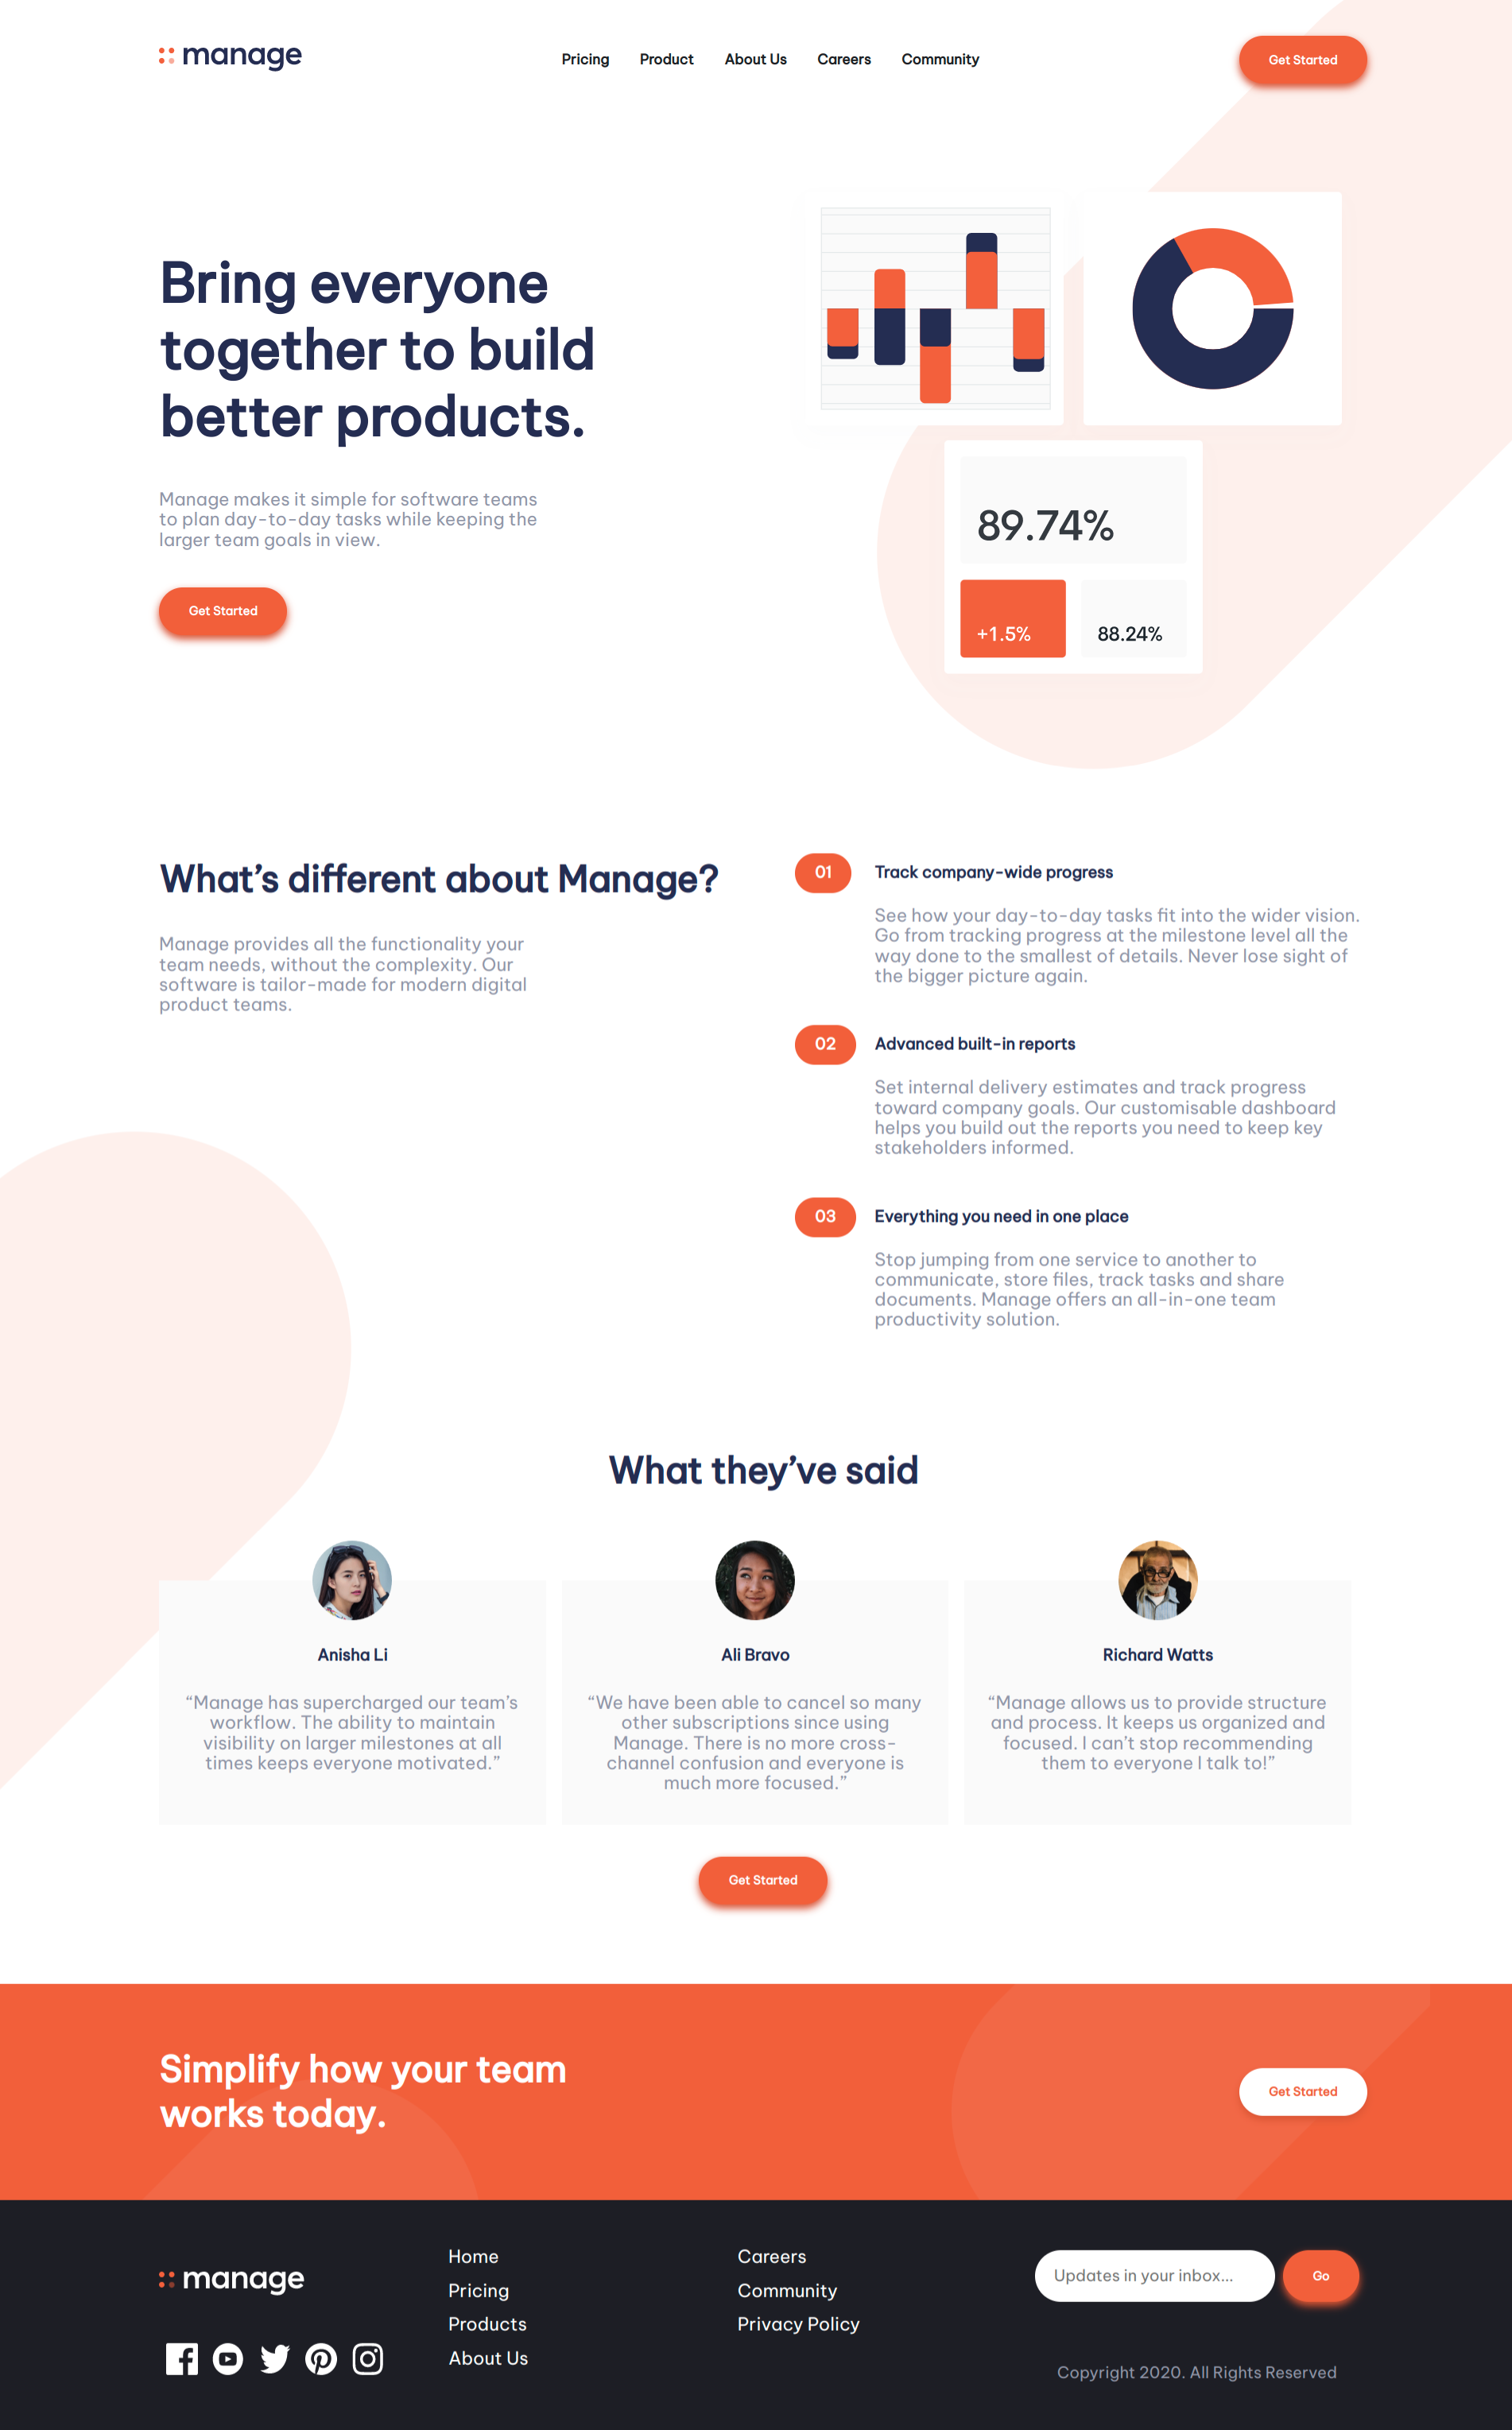 manage
Pricing
Product
About Us
Careers
Community
Get Started
Bring everyone
together to build
better products.
Manage makes it simple for software teams
to plan day-to-day tasks while keeping the
larger team goals in view.
Get Started
89.74%
+1.5%
88.24%
What’s different about Manage?
Manage provides all the functionality your
team needs, without the complexity. Our
software is tailor-made for modern digital
product teams.
01
Track company-wide progress
See how your day-to-day tasks fit into the wider vision.
Go from tracking progress at the milestone level all the
way done to the smallest of details. Never lose sight of
the bigger picture again.
02
Advanced built-in reports
Set internal delivery estimates and track progress
toward company goals. Our customisable dashboard
helps you build out the reports you need to keep key
stakeholders informed.
03
Everything you need in one place
Stop jumping from one service to another to
communicate, store files, track tasks and share
documents. Manage offers an all-in-one team
productivity solution.
What they’ve said
Anisha Li
“Manage has supercharged our team’s
workflow. The ability to maintain
visibility on larger milestones at all
times keeps everyone motivated.”
Ali Bravo
“We have been able to cancel so many
other subscriptions since using
Manage. There is no more cross-
channel confusion and everyone is
much more focused.”
Richard Watts
“Manage allows us to provide structure
and process. It keeps us organized and
focused. I can’t stop recommending
them to everyone I talk to!”
Get Started
Simplify how your team
works today.
Get Started
manage
Home
Pricing
Products
About Us
Careers
Community
Privacy Policy
Updates in your inbox...
Go
Copyright 2020. All Rights Reserved